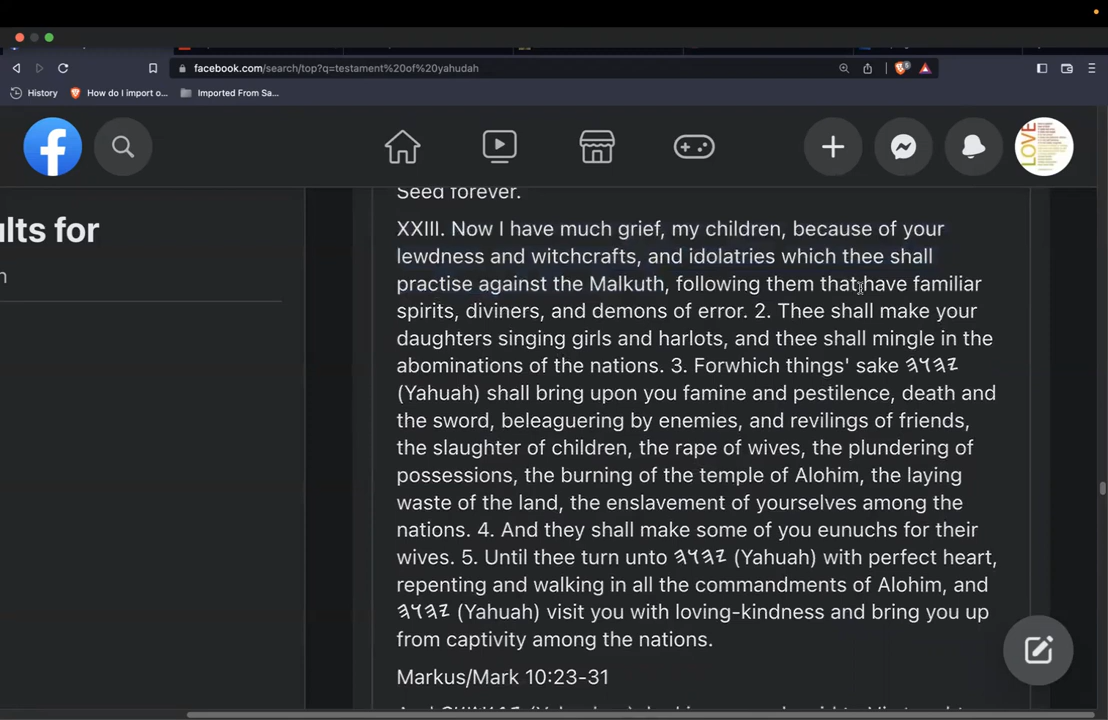 facebook.com/search/top?q=testament%20of%20yahudah
History
How do I import o...
Imported From Sa...
LOVE
ults for
Seed forever.
XXIII. Now I have much grief, my children, because of your
lewdness and witchcrafts, and idolatries which thee shall
practise against the Malkuth, following them that have familiar
spirits, diviners, and demons of error. 2. Thee shall make your
daughters singing girls and harlots, and thee shall mingle in the
abominations of the nations. 3. Forwhich things' sake 𐤉𐤄𐤅𐤄
(Yahuah) shall bring upon you famine and pestilence, death and
the sword, beleaguering by enemies, and revilings of friends,
the slaughter of children, the rape of wives, the plundering of
possessions, the burning of the temple of Alohim, the laying
waste of the land, the enslavement of yourselves among the
nations. 4. And they shall make some of you eunuchs for their
wives. 5. Until thee turn unto 𐤉𐤄𐤅𐤄 (Yahuah) with perfect heart,
repenting and walking in all the commandments of Alohim, and
𐤉𐤄𐤅𐤄 (Yahuah) visit you with loving-kindness and bring you up
from captivity among the nations.
Markus/Mark 10:23-31